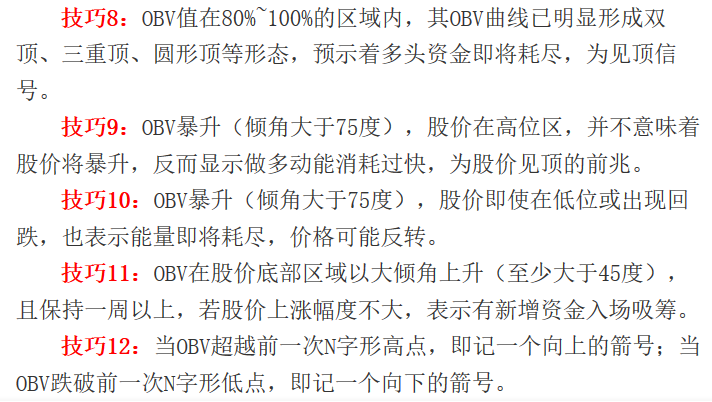 技巧8：OBV值在80%~100%的区域内，其OBV曲线已明显形成双
顶、三重顶、圆形顶等形态，预示着多头资金即将耗尽，为见顶信
号。
技巧9：OBV暴升（倾角大于75度），股价在高位区，并不意味着
股价将暴升，反而显示做多动能消耗过快，为股价见顶的前兆。
技巧10：OBV暴升（倾角大于75度），股价即使在低位或出现回
跌，也表示能量即将耗尽，价格可能反转。
技巧11：OBV在股价底部区域以大倾角上升（至少大于45度），
且保持一周以上，若股价上涨幅度不大，表示有新增资金入场吸筹。
技巧12：当OBV超越前一次N字形高点，即记一个向上的箭号；当
OBV跌破前一次N字形低点，即记一个向下的箭号。